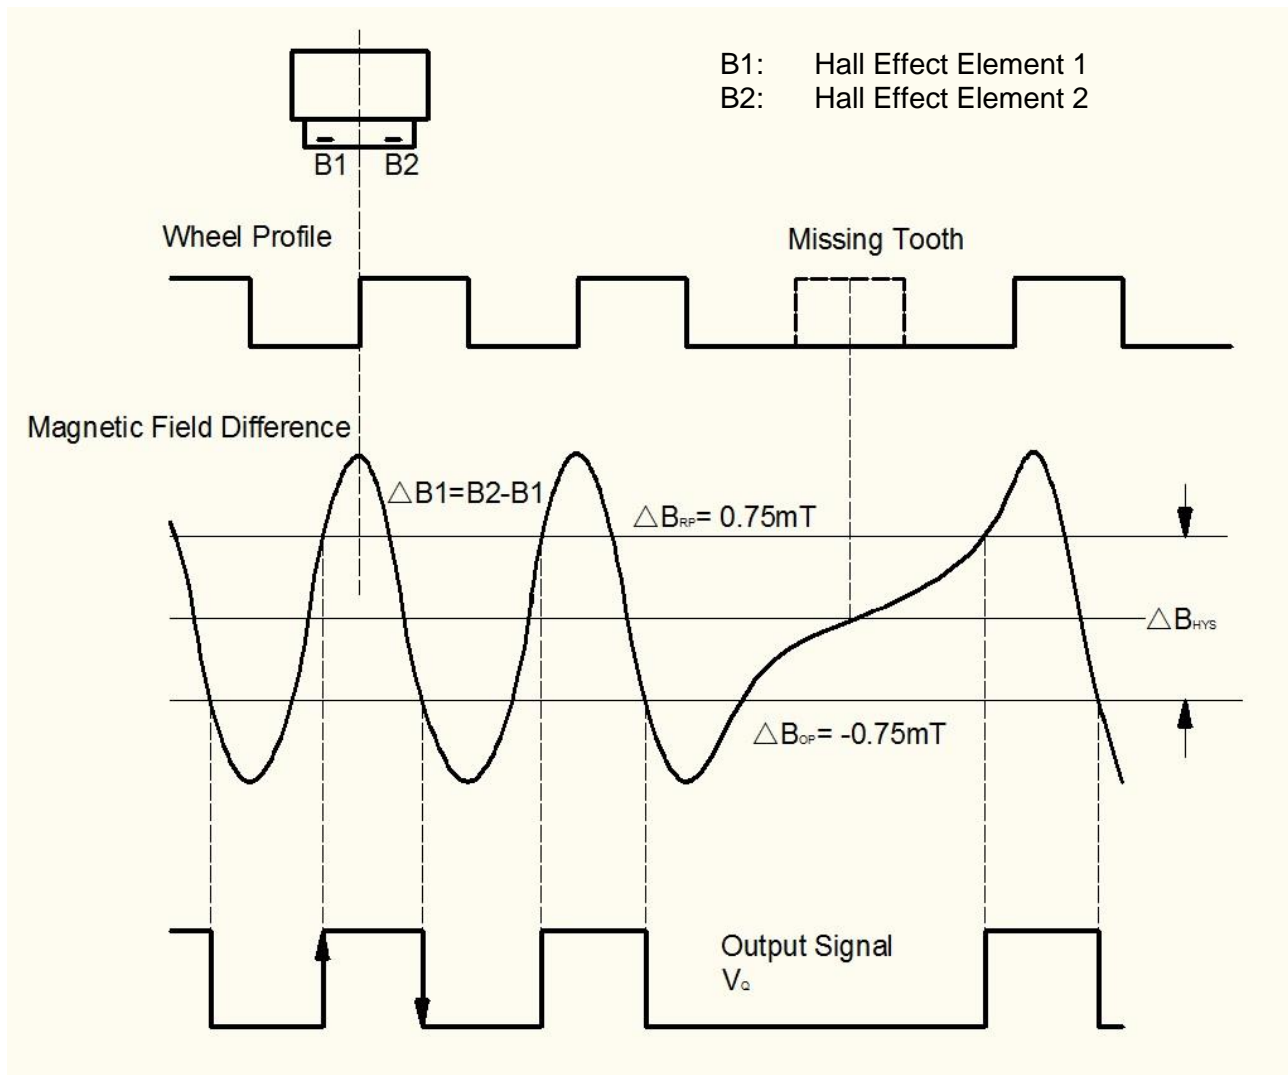 B1: Hall Effect Element 1
B2: Hall Effect Element 2
B1 B2
Wheel Profile
Missing Tooth
Magnetic Field Difference
△B1=B2-B1
△BRP= 0.75mT
△BHYS
△BOP= -0.75mT
Output Signal
VQ